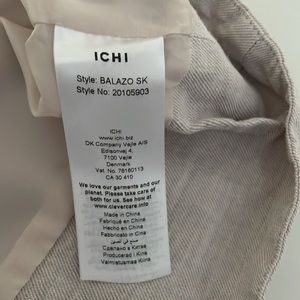 ICHI
Style: BALAZO SK
Style No: 20105903
ICHI
www.ichi.biz
DK Company Vejle A/S
Edisonvej 4,
7100 Vejle
Denmark
Vat. No. 76180113
CA 30 410
We love our garments and our
planet. Please take care of
both for us. See how at
www.clevercare.info
Made in China
Fabriqué en China
Hecho en China
Fabbricato in Cina
صنع في الصين
Сделано в Китае
Producerad i Kina
Valmistusmaa Kiina